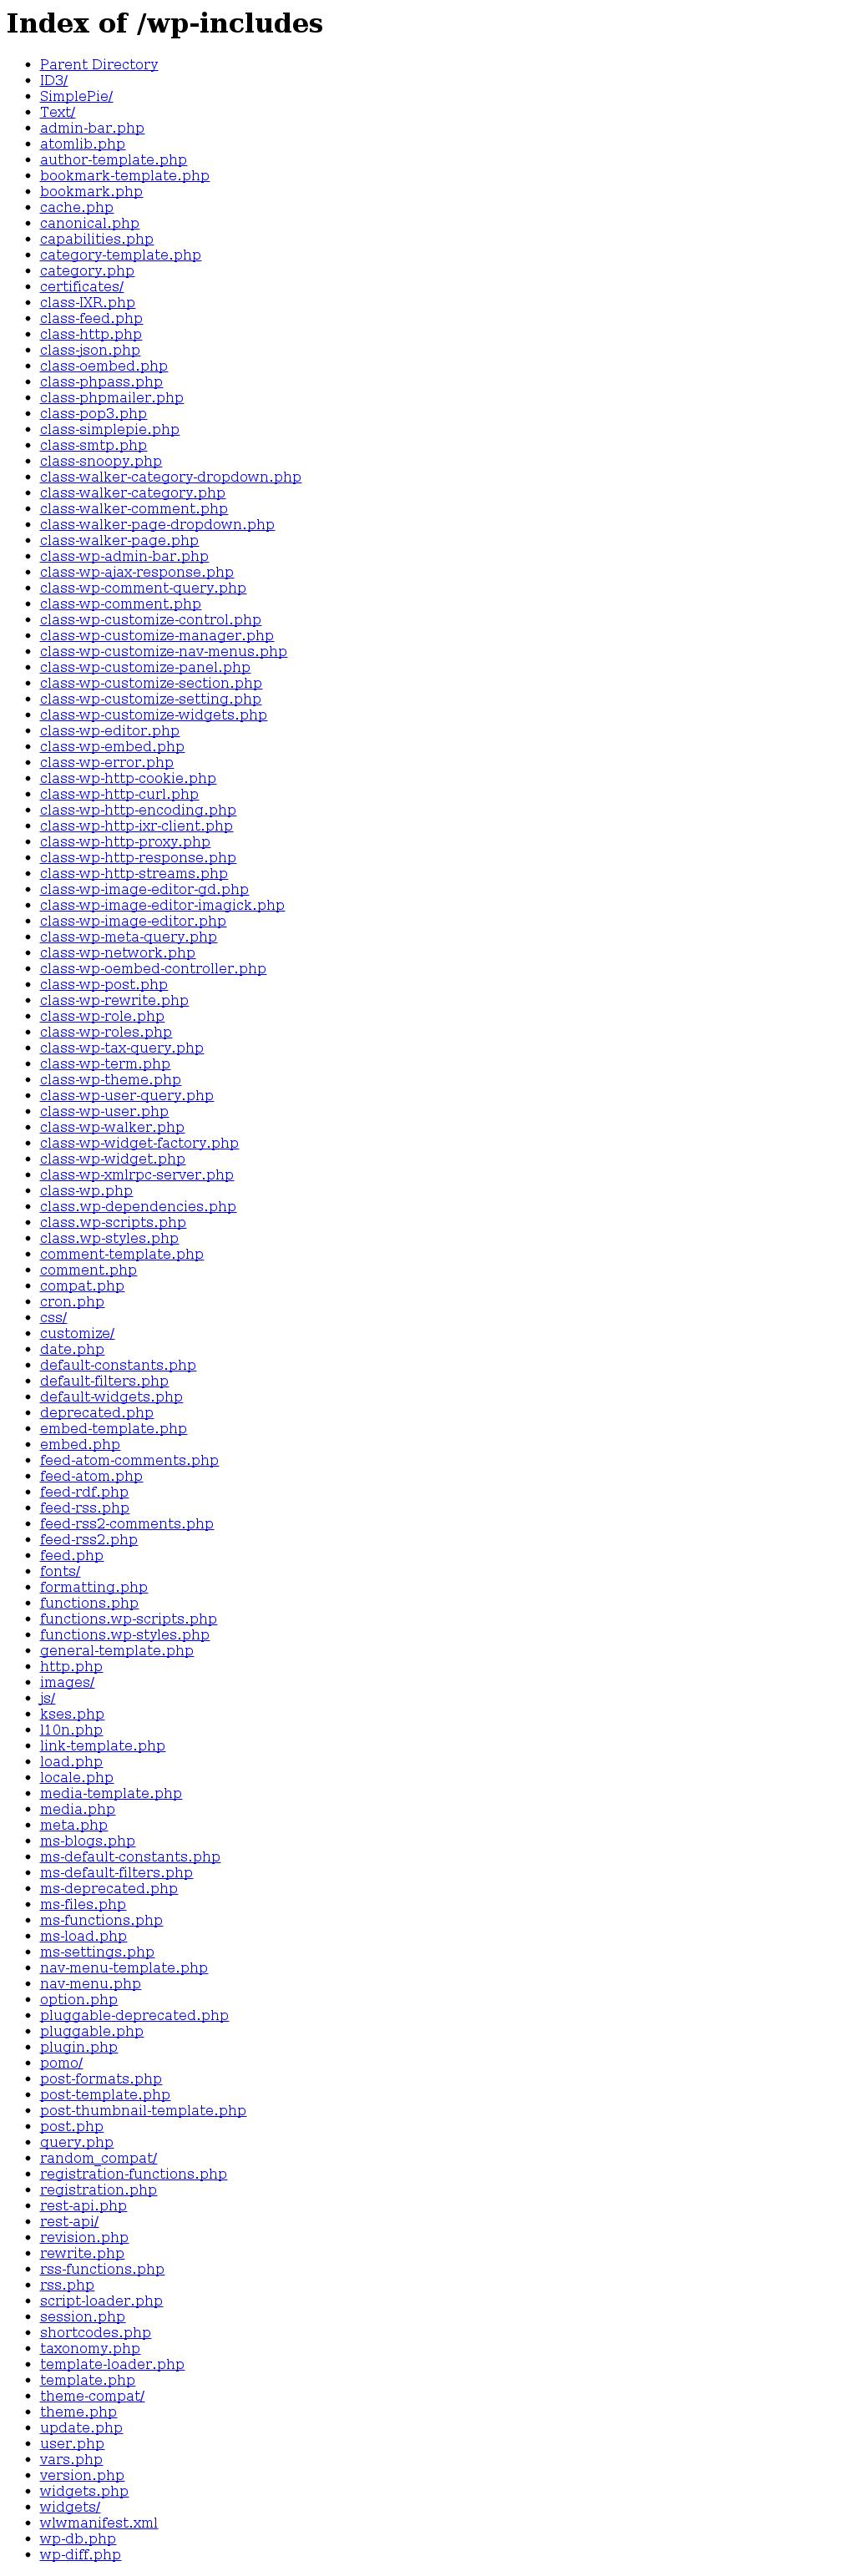 Index of /wp-includes
Parent Directory
ID3/
SimplePie/
Text/
admin-bar.php
atomlib.php
author-template.php
bookmark-template.php
bookmark.php
cache.php
canonical.php
capabilities.php
category-template.php
category.php
certificates/
class-IXR.php
class-feed.php
class-http.php
class-json.php
class-oembed.php
class-phpass.php
class-phpmailer.php
class-pop3.php
class-simplepie.php
class-smtp.php
class-snoopy.php
class-walker-category-dropdown.php
class-walker-category.php
class-walker-comment.php
class-walker-page-dropdown.php
class-walker-page.php
class-wp-admin-bar.php
class-wp-ajax-response.php
class-wp-comment-query.php
class-wp-comment.php
class-wp-customize-control.php
class-wp-customize-manager.php
class-wp-customize-nav-menus.php
class-wp-customize-panel.php
class-wp-customize-section.php
class-wp-customize-setting.php
class-wp-customize-widgets.php
class-wp-editor.php
class-wp-embed.php
class-wp-error.php
class-wp-http-cookie.php
class-wp-http-curl.php
class-wp-http-encoding.php
class-wp-http-ixr-client.php
class-wp-http-proxy.php
class-wp-http-response.php
class-wp-http-streams.php
class-wp-image-editor-gd.php
class-wp-image-editor-imagick.php
class-wp-image-editor.php
class-wp-meta-query.php
class-wp-network.php
class-wp-oembed-controller.php
class-wp-post.php
class-wp-rewrite.php
class-wp-role.php
class-wp-roles.php
class-wp-tax-query.php
class-wp-term.php
class-wp-theme.php
class-wp-user-query.php
class-wp-user.php
class-wp-walker.php
class-wp-widget-factory.php
class-wp-widget.php
class-wp-xmlrpc-server.php
class-wp.php
class.wp-dependencies.php
class.wp-scripts.php
class.wp-styles.php
comment-template.php
comment.php
compat.php
cron.php
css/
customize/
date.php
default-constants.php
default-filters.php
default-widgets.php
deprecated.php
embed-template.php
embed.php
feed-atom-comments.php
feed-atom.php
feed-rdf.php
feed-rss.php
feed-rss2-comments.php
feed-rss2.php
feed.php
fonts/
formatting.php
functions.php
functions.wp-scripts.php
functions.wp-styles.php
general-template.php
http.php
images/
js/
kses.php
l10n.php
link-template.php
load.php
locale.php
media-template.php
media.php
meta.php
ms-blogs.php
ms-default-constants.php
ms-default-filters.php
ms-deprecated.php
ms-files.php
ms-functions.php
ms-load.php
ms-settings.php
nav-menu-template.php
nav-menu.php
option.php
pluggable-deprecated.php
pluggable.php
plugin.php
pomo/
post-formats.php
post-template.php
post-thumbnail-template.php
post.php
query.php
random_compat/
registration-functions.php
registration.php
rest-api.php
rest-api/
revision.php
rewrite.php
rss-functions.php
rss.php
script-loader.php
session.php
shortcodes.php
taxonomy.php
template-loader.php
template.php
theme-compat/
theme.php
update.php
user.php
vars.php
version.php
widgets.php
widgets/
wlwmanifest.xml
wp-db.php
wp-diff.php